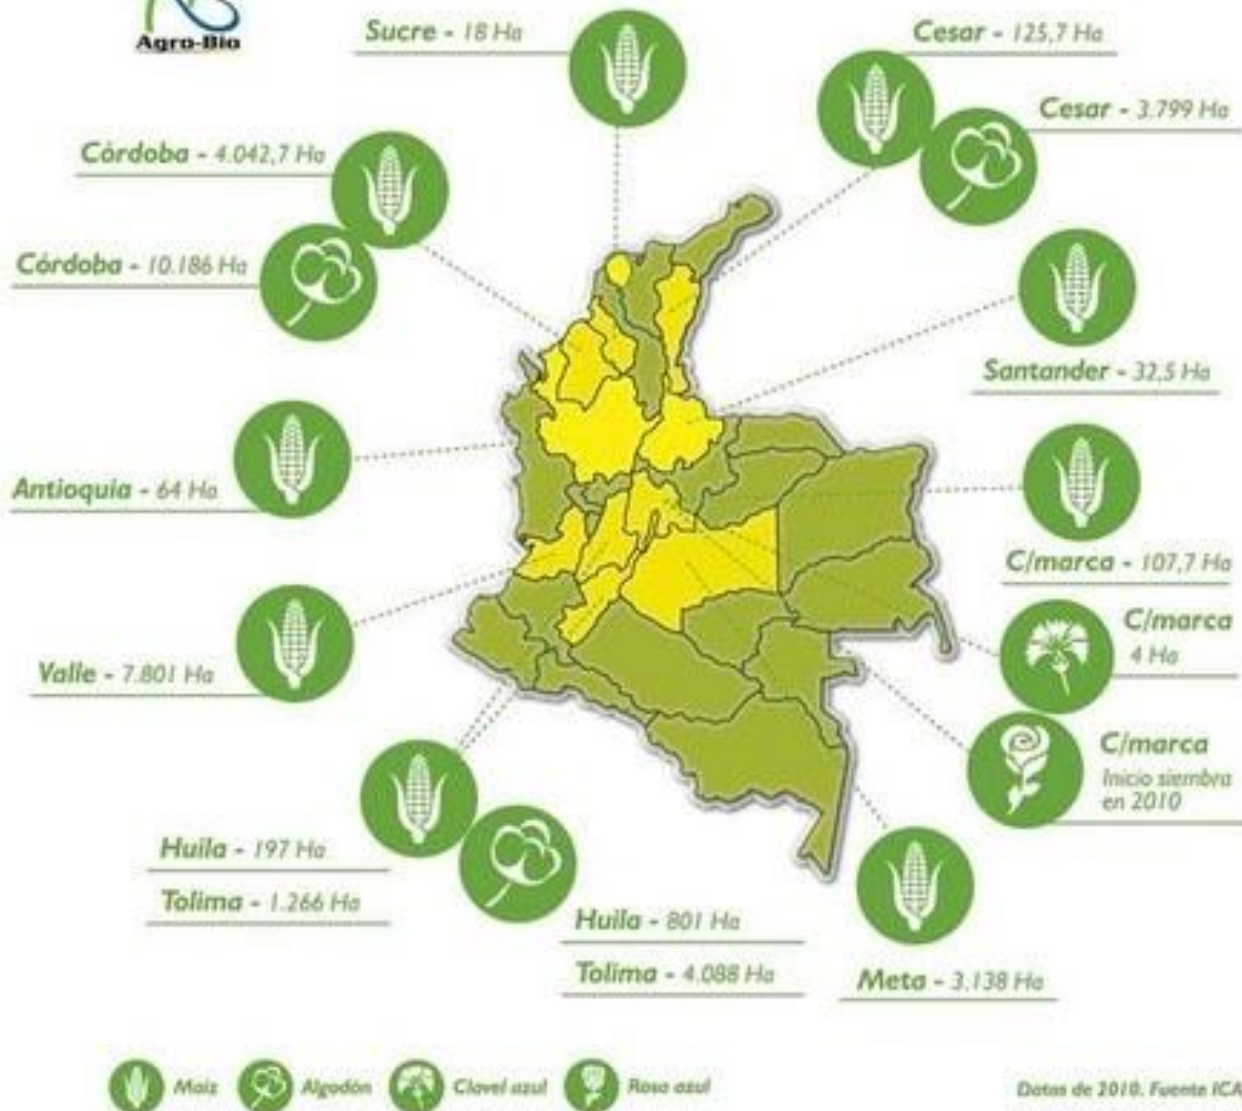 Agro-Bio
Sucre - 18 Ha
Cesar - 125,7 Ha
Cesar - 3.799 Ha
Córdoba - 4.042,7 Ha
Córdoba - 10.186 Ha
Santander - 32,5 Ha
Antioquia - 64 Ha
C/marca - 107,7 Ha
C/marca
4 Ha
Valle - 7.801 Ha
C/marca
Inicio siembra
en 2010
Huila - 197 Ha
Tolima - 1.266 Ha
Huila - 801 Ha
Tolima - 4.088 Ha
Meta - 3.138 Ha
Maíz
Algodón
Clavel azul
Rosa azul
Datos de 2010. Fuente ICA